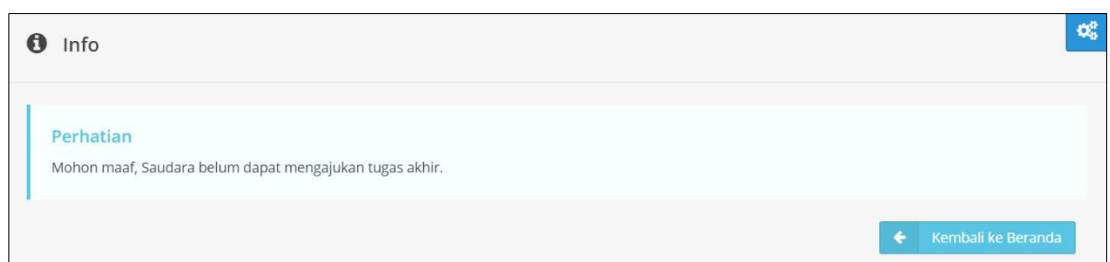 Info
Perhatian
Mohon maaf, Saudara belum dapat mengajukan tugas akhir.
Kembali ke Beranda